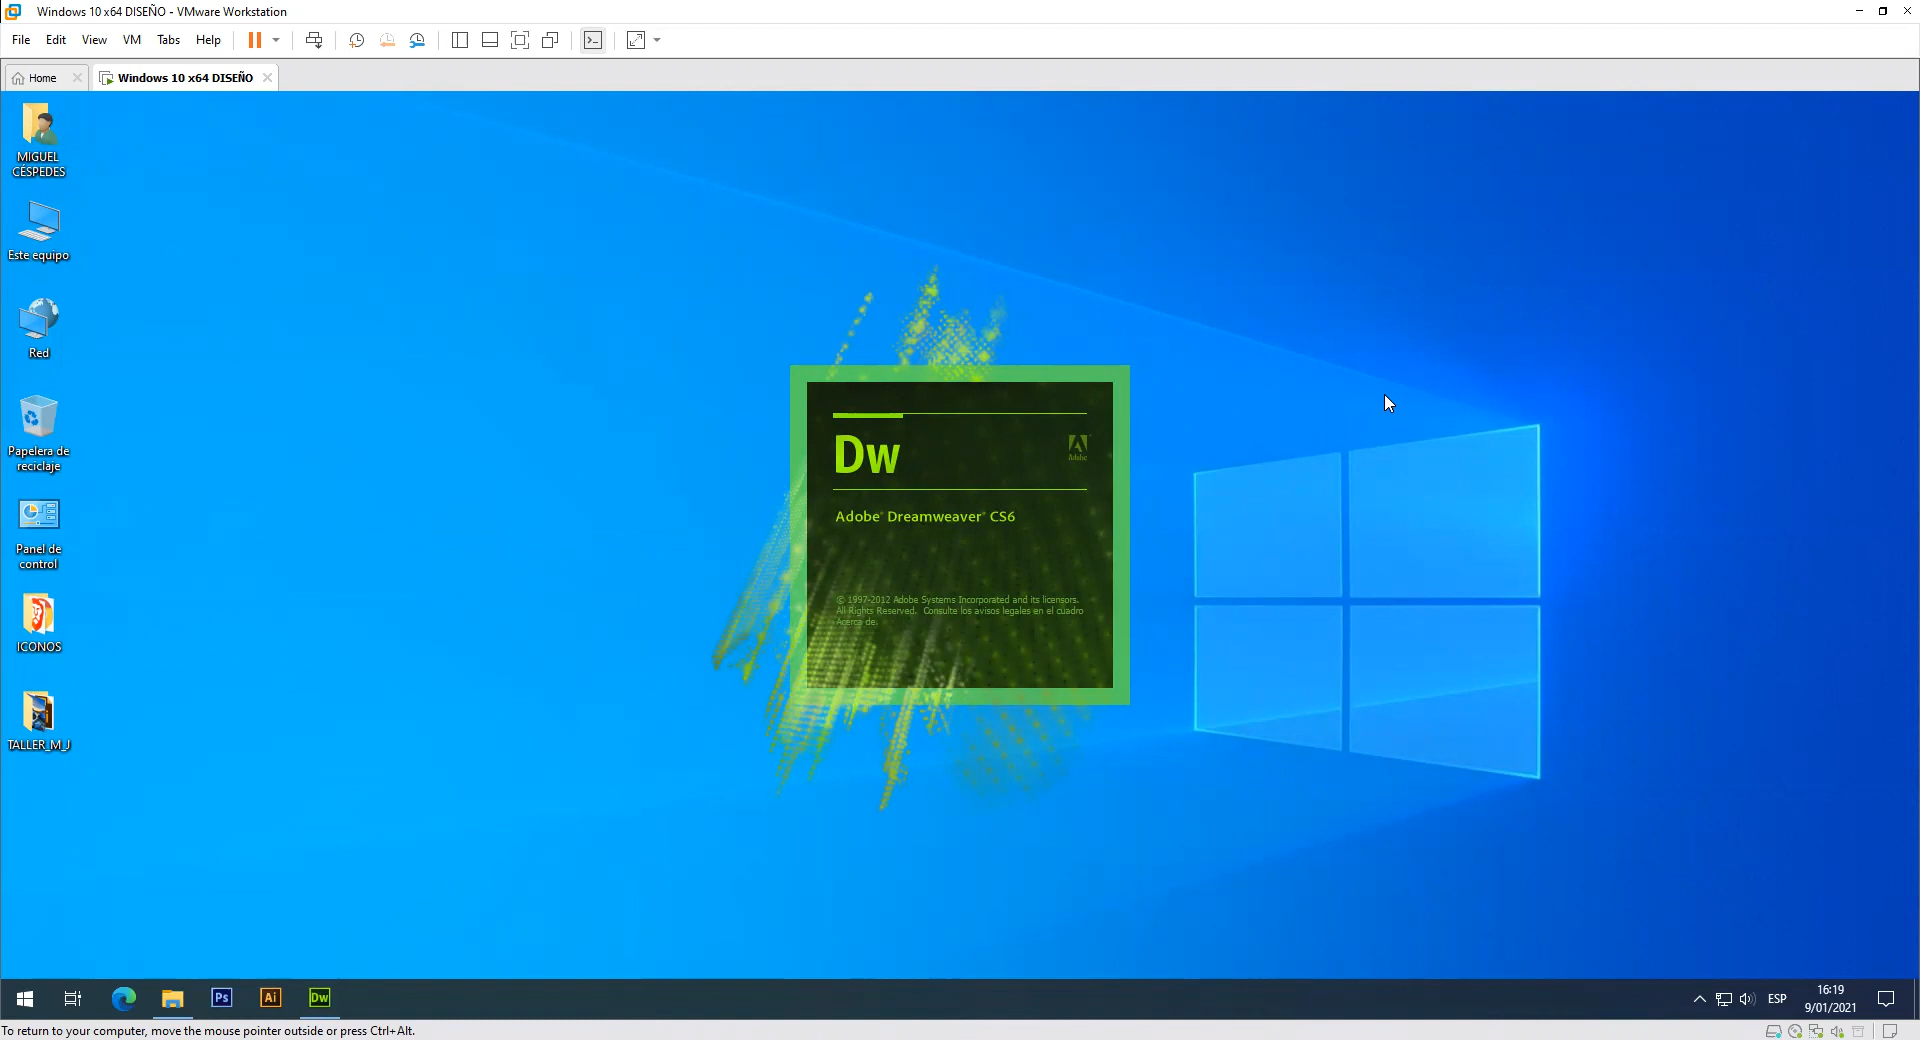 Windows 10 x64 DISEÑO - VMware Workstation
File Edit View VM Tabs Help
Home
Windows 10 x64 DISEÑO
MIGUEL
CÉSPEDES
Este equipo
Red
Papelera de
reciclaje
Panel de
control
ICONOS
TALLER_M_J
Dw
Adobe
Adobe® Dreamweaver® CS6
© 1997-2012 Adobe Systems Incorporated and its licensors.
All Rights Reserved. Consulte los avisos legales en el cuadro
Acerca de.
Ps
Ai
Dw
ESP
16:19
9/01/2021
To return to your computer, move the mouse pointer outside or press Ctrl+Alt.